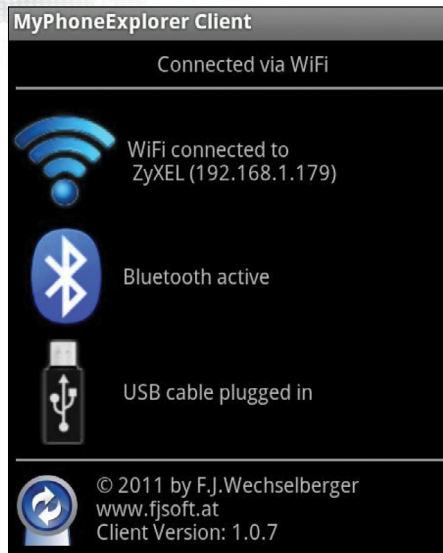 MyPhoneExplorer Client
Connected via WiFi
WiFi connected to
ZyXEL (192.168.1.179)
Bluetooth active
USB cable plugged in
© 2011 by F.J.Wechselberger
www.fjsoft.at
Client Version: 1.0.7